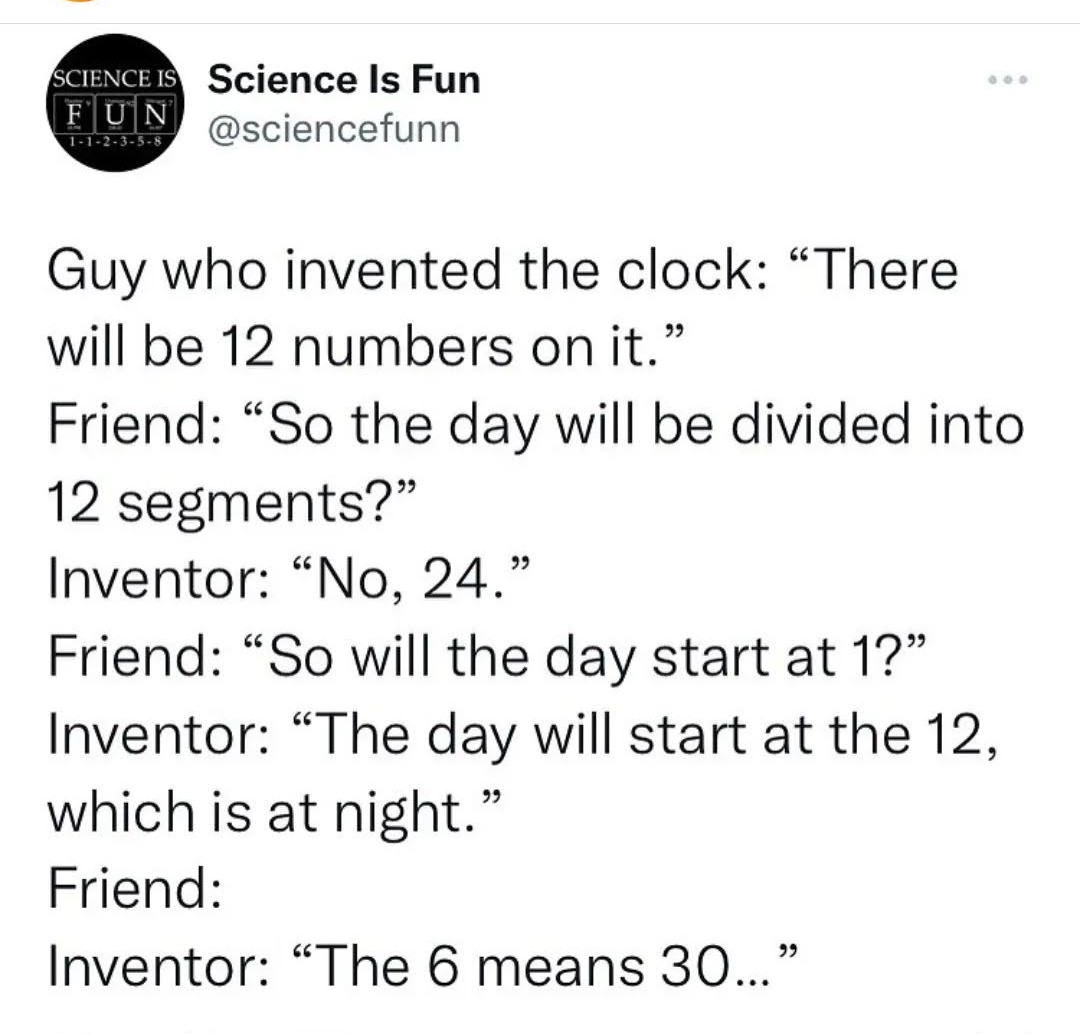 SCIENCE IS
F U N
1-1-2-3-5-8
Science Is Fun
@sciencefunn
Guy who invented the clock: “There
will be 12 numbers on it.”
Friend: “So the day will be divided into
12 segments?”
Inventor: “No, 24.”
Friend: “So will the day start at 1?”
Inventor: “The day will start at the 12,
which is at night.”
Friend:
Inventor: “The 6 means 30...”